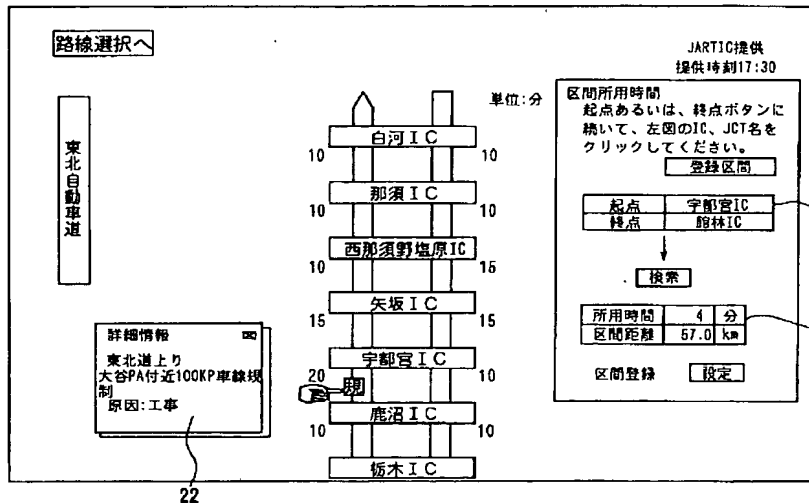 路線選択へ
JARTIC提供
提供時刻17:30
東北自動車道
単位:分
白河IC
10 10
那須IC
10 10
西那須野塩原IC
10 15
矢坂IC
15 15
宇都宮IC
20 10
規
鹿沼IC
10 10
栃木IC
詳細情報
東北道上り
大谷PA付近100KP車線規
制
原因:工事
22
区間所用時間
起点あるいは、終点ボタンに
続いて、左図のIC、JCT名を
クリックしてください。
登録区間
起点 宇都宮IC
終点 館林IC
検索
所用時間 4 分
区間距離 57.0 km
区間登録 設定